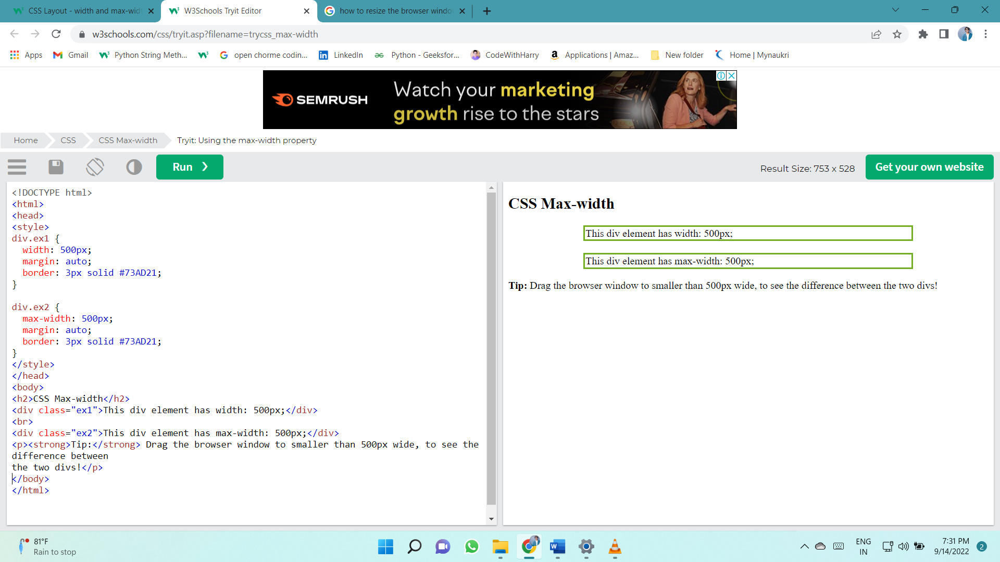 CSS Layout - width and max-wid
W3Schools Tryit Editor
how to resize the browser windo
w3schools.com/css/tryit.asp?filename=trycss_max-width
Apps
Gmail
Python String Meth...
open chorme codin...
LinkedIn
Python - Geeksfor...
CodeWithHarry
Applications | Amaz...
New folder
Home | Mynaukri
SEMRUSH
Watch your marketing
growth rise to the stars
Home
CSS
CSS Max-width
Tryit: Using the max-width property
Run ❯
Result Size: 753 x 528
Get your own website
<!DOCTYPE html>
<html>
<head>
<style>
div.ex1 {
  width: 500px;
  margin: auto;
  border: 3px solid #73AD21;
}

div.ex2 {
  max-width: 500px;
  margin: auto;
  border: 3px solid #73AD21;
}
</style>
</head>
<body>
<h2>CSS Max-width</h2>
<div class="ex1">This div element has width: 500px;</div>
<br>
<div class="ex2">This div element has max-width: 500px;</div>
<p><strong>Tip:</strong> Drag the browser window to smaller than 500px wide, to see the
difference between
the two divs!</p>
</body>
</html>
CSS Max-width
This div element has width: 500px;
This div element has max-width: 500px;
Tip: Drag the browser window to smaller than 500px wide, to see the difference between the two divs!
81°F
Rain to stop
ENG
IN
7:31 PM
9/14/2022
2